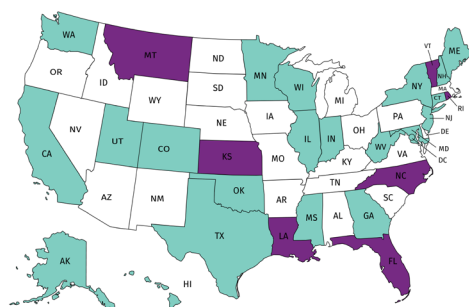 WA
MT
ND
MN
ME
VT
NH
OR
ID
SD
WI
NY
MA
WY
MI
CT
RI
NV
NE
IA
PA
NJ
UT
CO
IL
IN
OH
DE
CA
KS
MO
WV
MD
KY
VA
DC
AZ
NM
OK
TN
NC
AR
SC
TX
MS
AL
GA
LA
AK
HI
FL